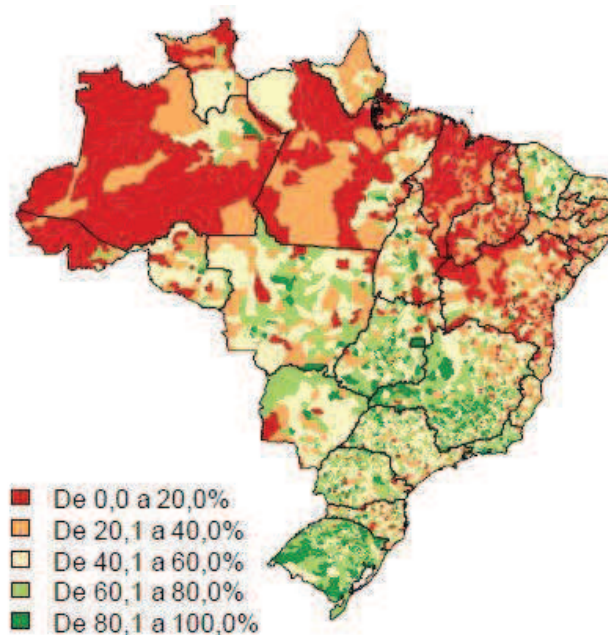 De 0,0 a 20,0%
De 20,1 a 40,0%
De 40,1 a 60,0%
De 60,1 a 80,0%
De 80,1 a 100,0%